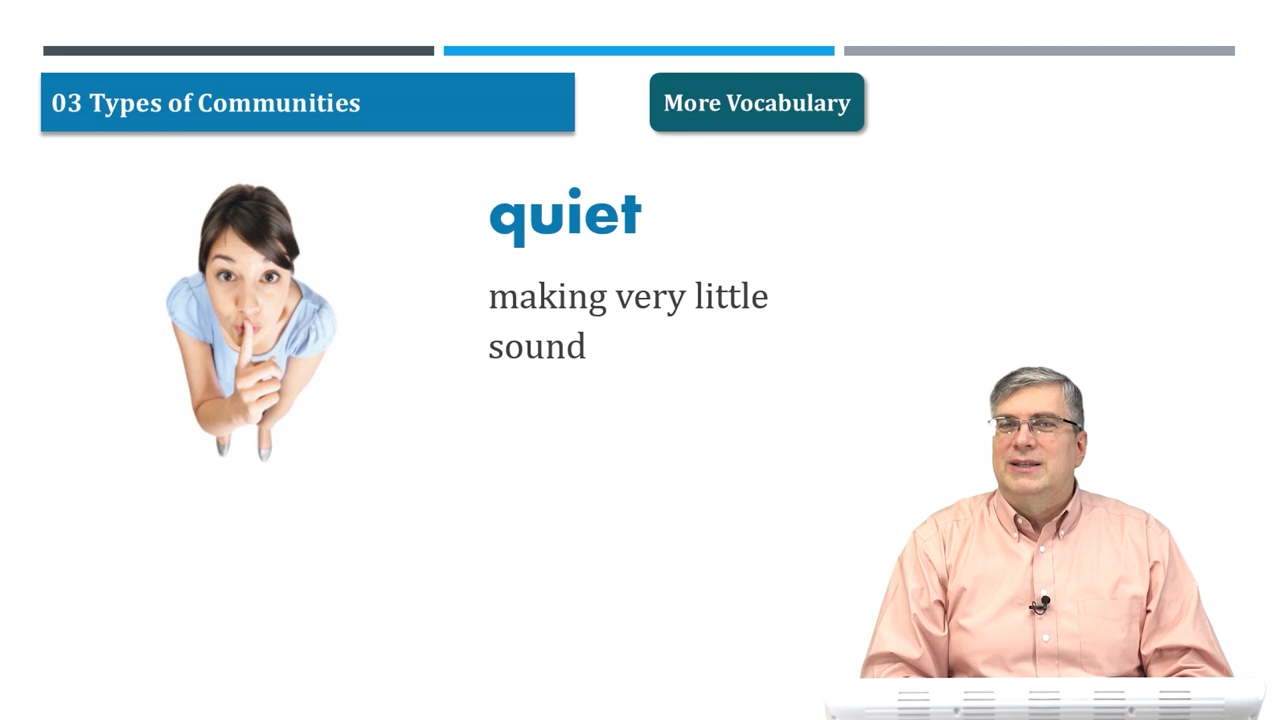 03 Types of Communities
More Vocabulary
quiet
making very little
sound